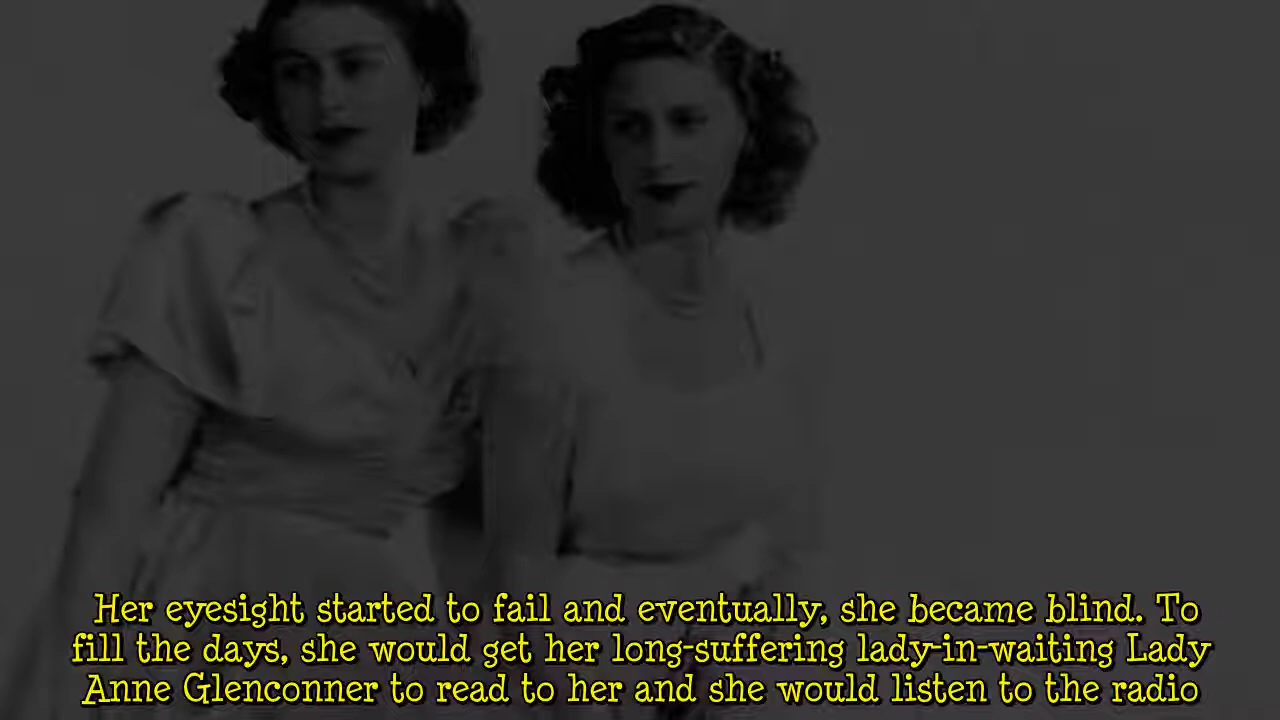 Her eyesight started to fail and eventually, she became blind. To
fill the days, she would get her long-suffering lady-in-waiting Lady
Anne Glenconner to read to her and she would listen to the radio